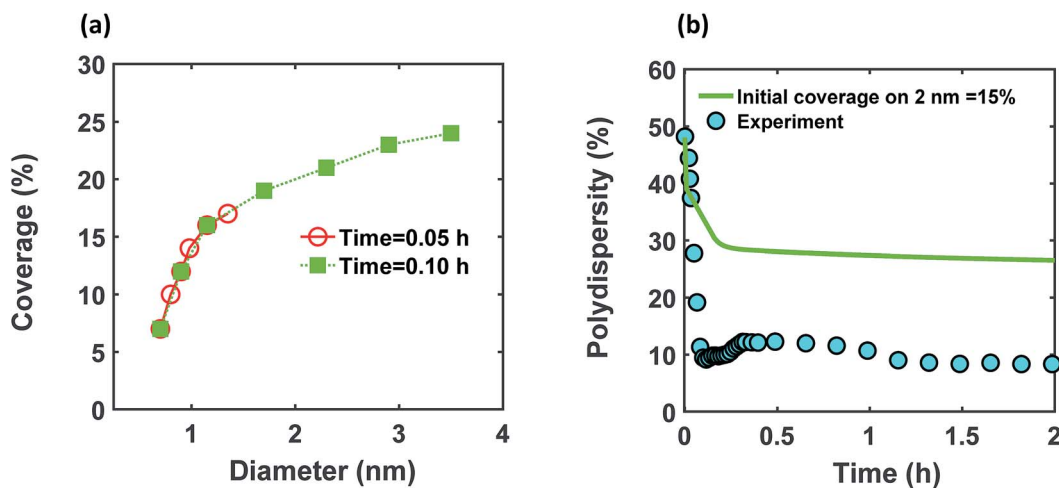 (a)
30
25
20
15
10
5
0
Coverage (%)
Time=0.05 h
Time=0.10 h
1
2
3
4
Diameter (nm)
(b)
60
50
40
30
20
10
0
Polydispersity (%)
Initial coverage on 2 nm =15%
Experiment
0
0.5
1
1.5
2
Time (h)